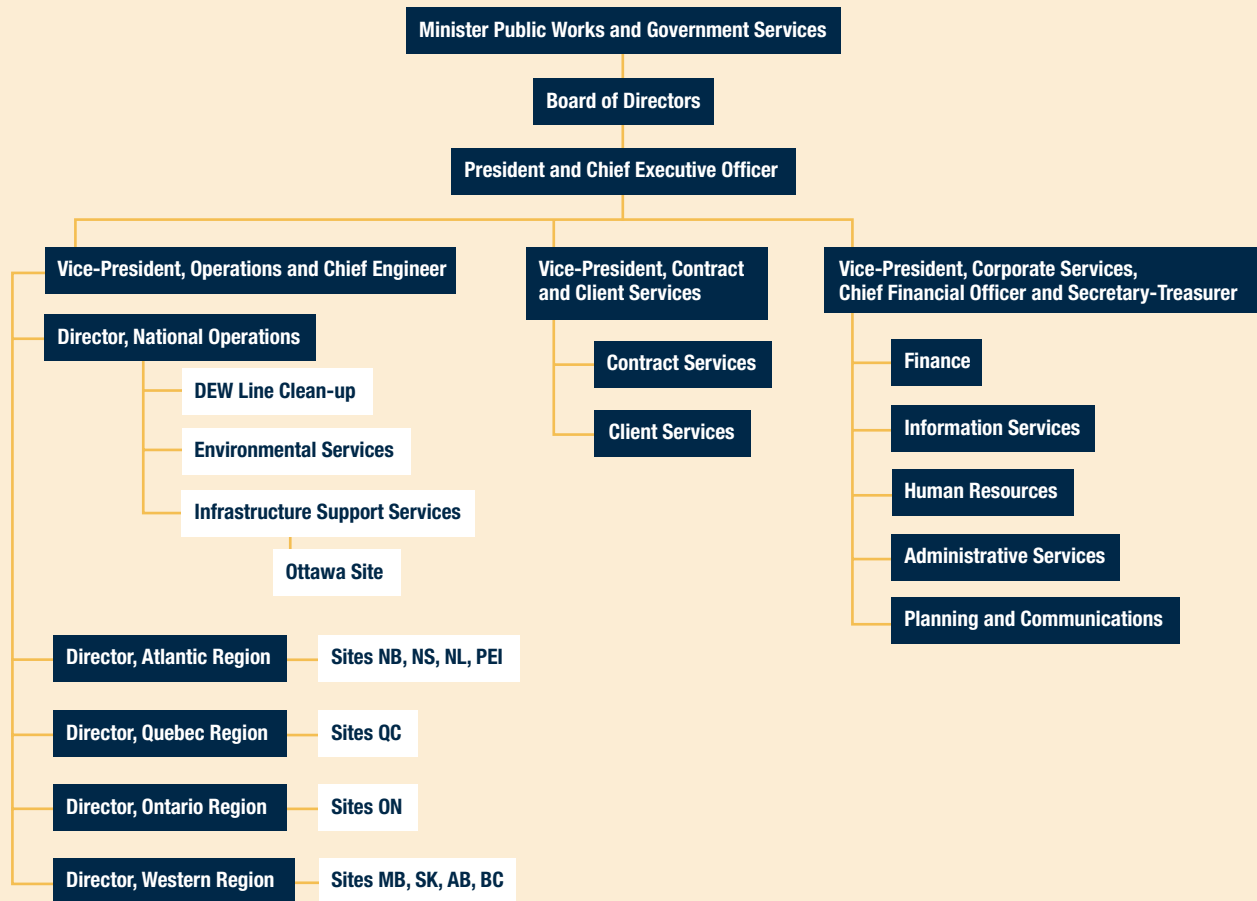 Minister Public Works and Government Services
Board of Directors
President and Chief Executive Officer
Vice-President, Operations and Chief Engineer
Director, National Operations
DEW Line Clean-up
Environmental Services
Infrastructure Support Services
Ottawa Site
Director, Atlantic Region
Sites NB, NS, NL, PEI
Director, Quebec Region
Sites QC
Director, Ontario Region
Sites ON
Director, Western Region
Sites MB, SK, AB, BC
Vice-President, Contract
and Client Services
Contract Services
Client Services
Vice-President, Corporate Services,
Chief Financial Officer and Secretary-Treasurer
Finance
Information Services
Human Resources
Administrative Services
Planning and Communications